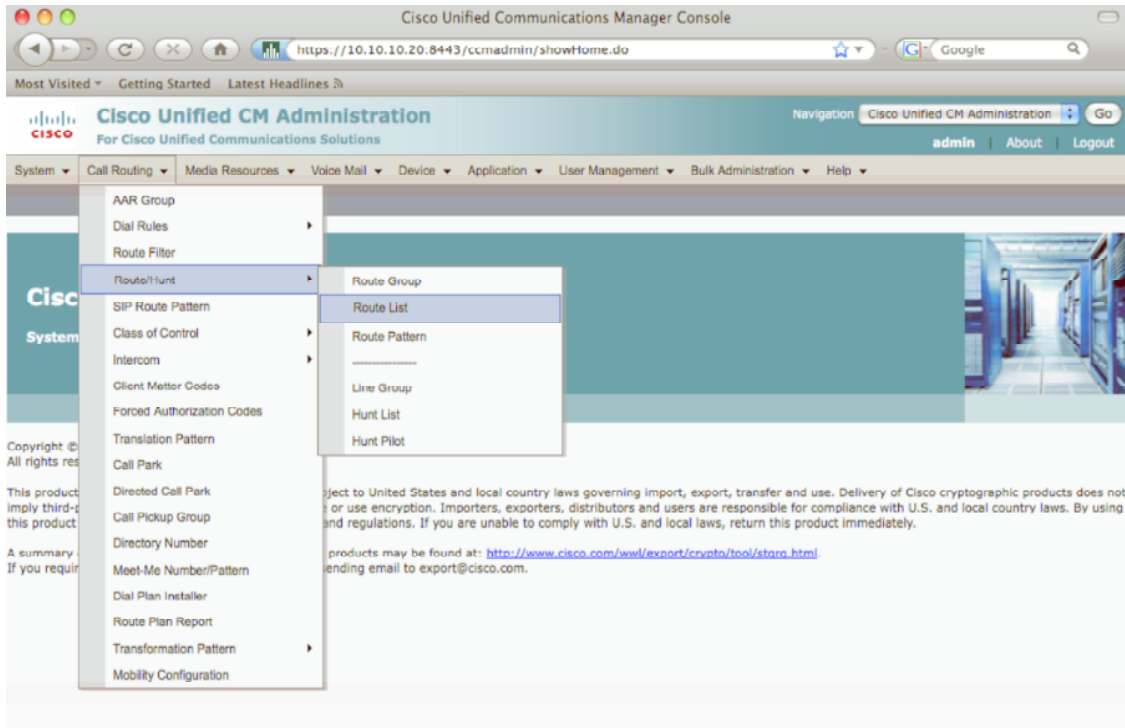 Cisco Unified Communications Manager Console
https://10.10.10.20.8443/ccmadmin/showHome.do
Google
Most Visited Getting Started Latest Headlines
cisco
Cisco Unified CM Administration
For Cisco Unified Communications Solutions
Navigation Cisco Unified CM Administration Go
admin | About | Logout
System Call Routing Media Resources Voice Mail Device Application User Management Bulk Administration Help
AAR Group
Dial Rules
Route Filter
Route/Hunt
SIP Route Pattern
Class of Control
Intercom
Client Matter Codes
Forced Authorization Codes
Translation Pattern
Call Park
Directed Call Park
Call Pickup Group
Directory Number
Meet-Me Number/Pattern
Dial Plan Installer
Route Plan Report
Transformation Pattern
Mobility Configuration
Route Group
Route List
Route Pattern
----------------
Line Group
Hunt List
Hunt Pilot
Cisc
System
Copyright ©
All rights res
This product ject to United States and local country laws governing import, export, transfer and use. Delivery of Cisco cryptographic products does not
imply third-p or use encryption. Importers, exporters, distributors and users are responsible for compliance with U.S. and local country laws. By using
this product and regulations. If you are unable to comply with U.S. and local laws, return this product immediately.
A summary products may be found at: http://www.cisco.com/wwl/export/crypto/tool/stqrg.html.
If you requir ending email to export@cisco.com.